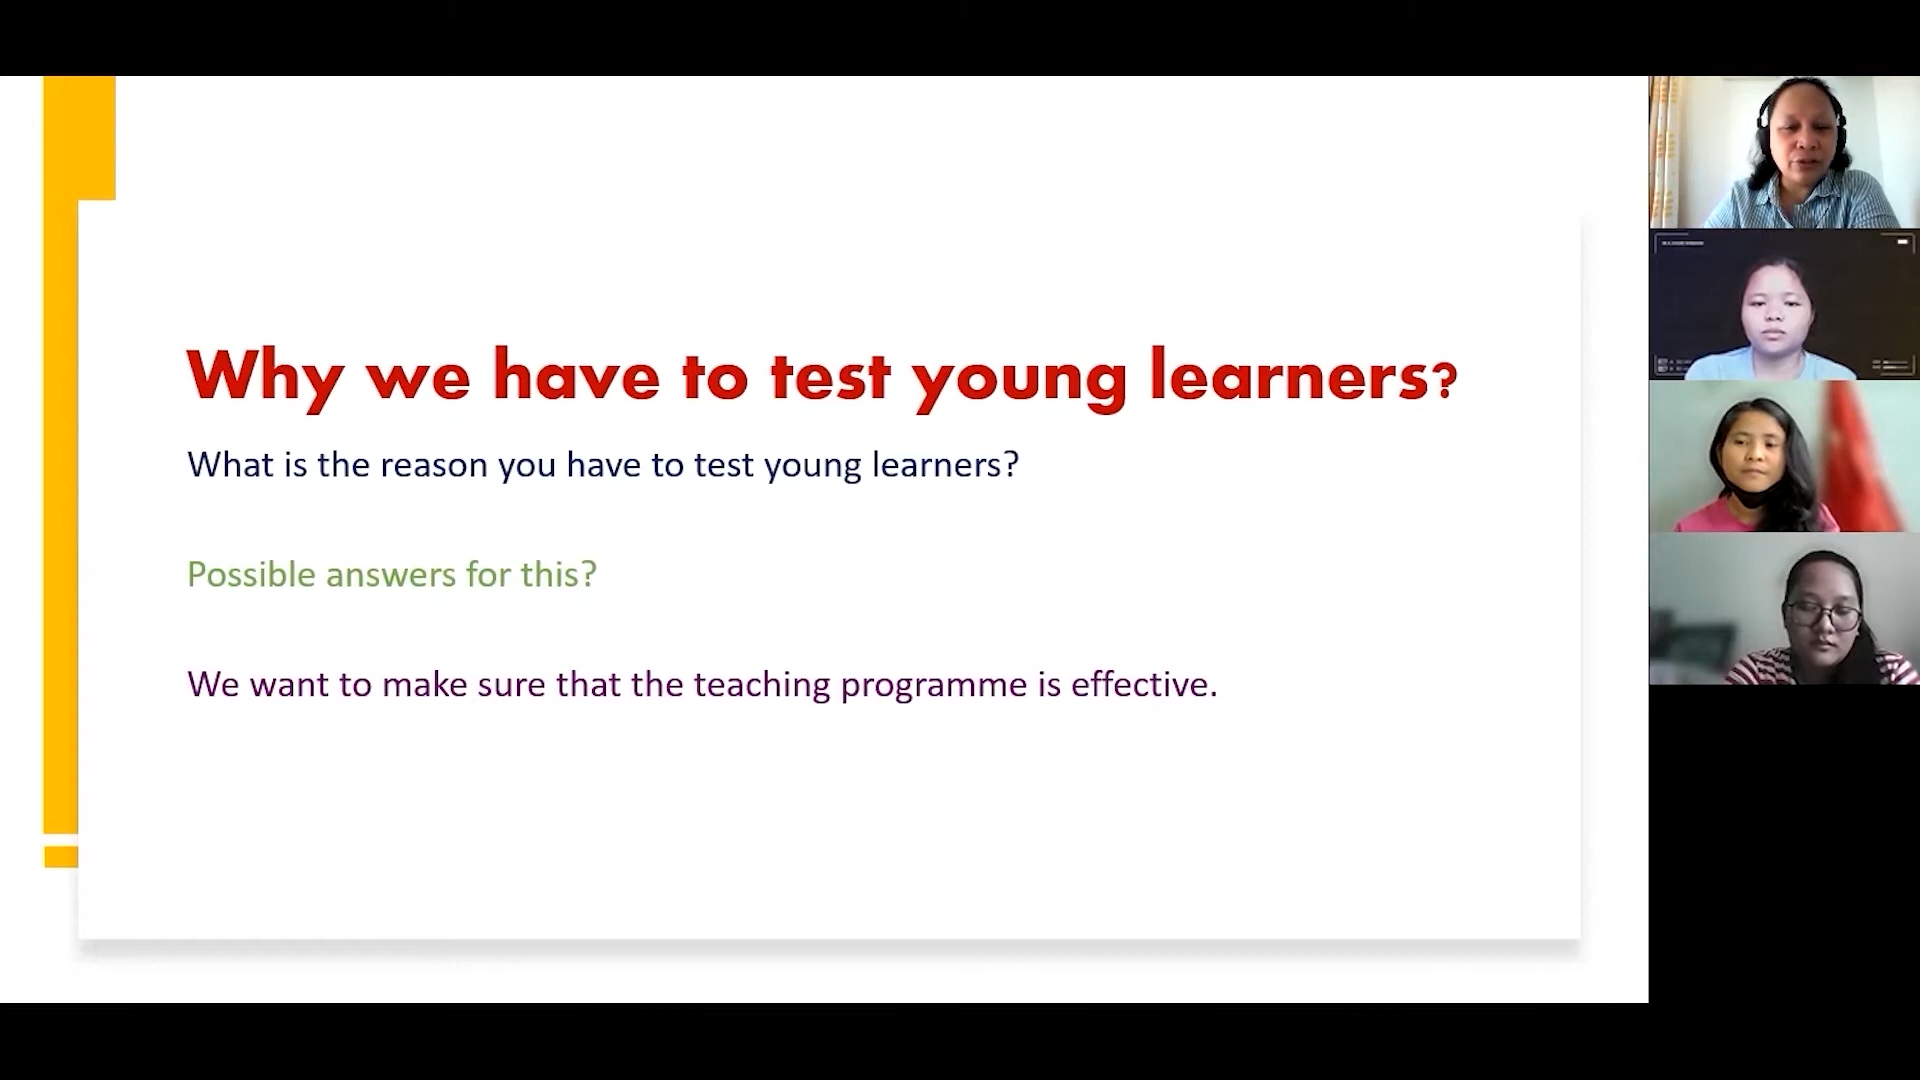 Why we have to test young learners?
What is the reason you have to test young learners?
Possible answers for this?
We want to make sure that the teaching programme is effective.